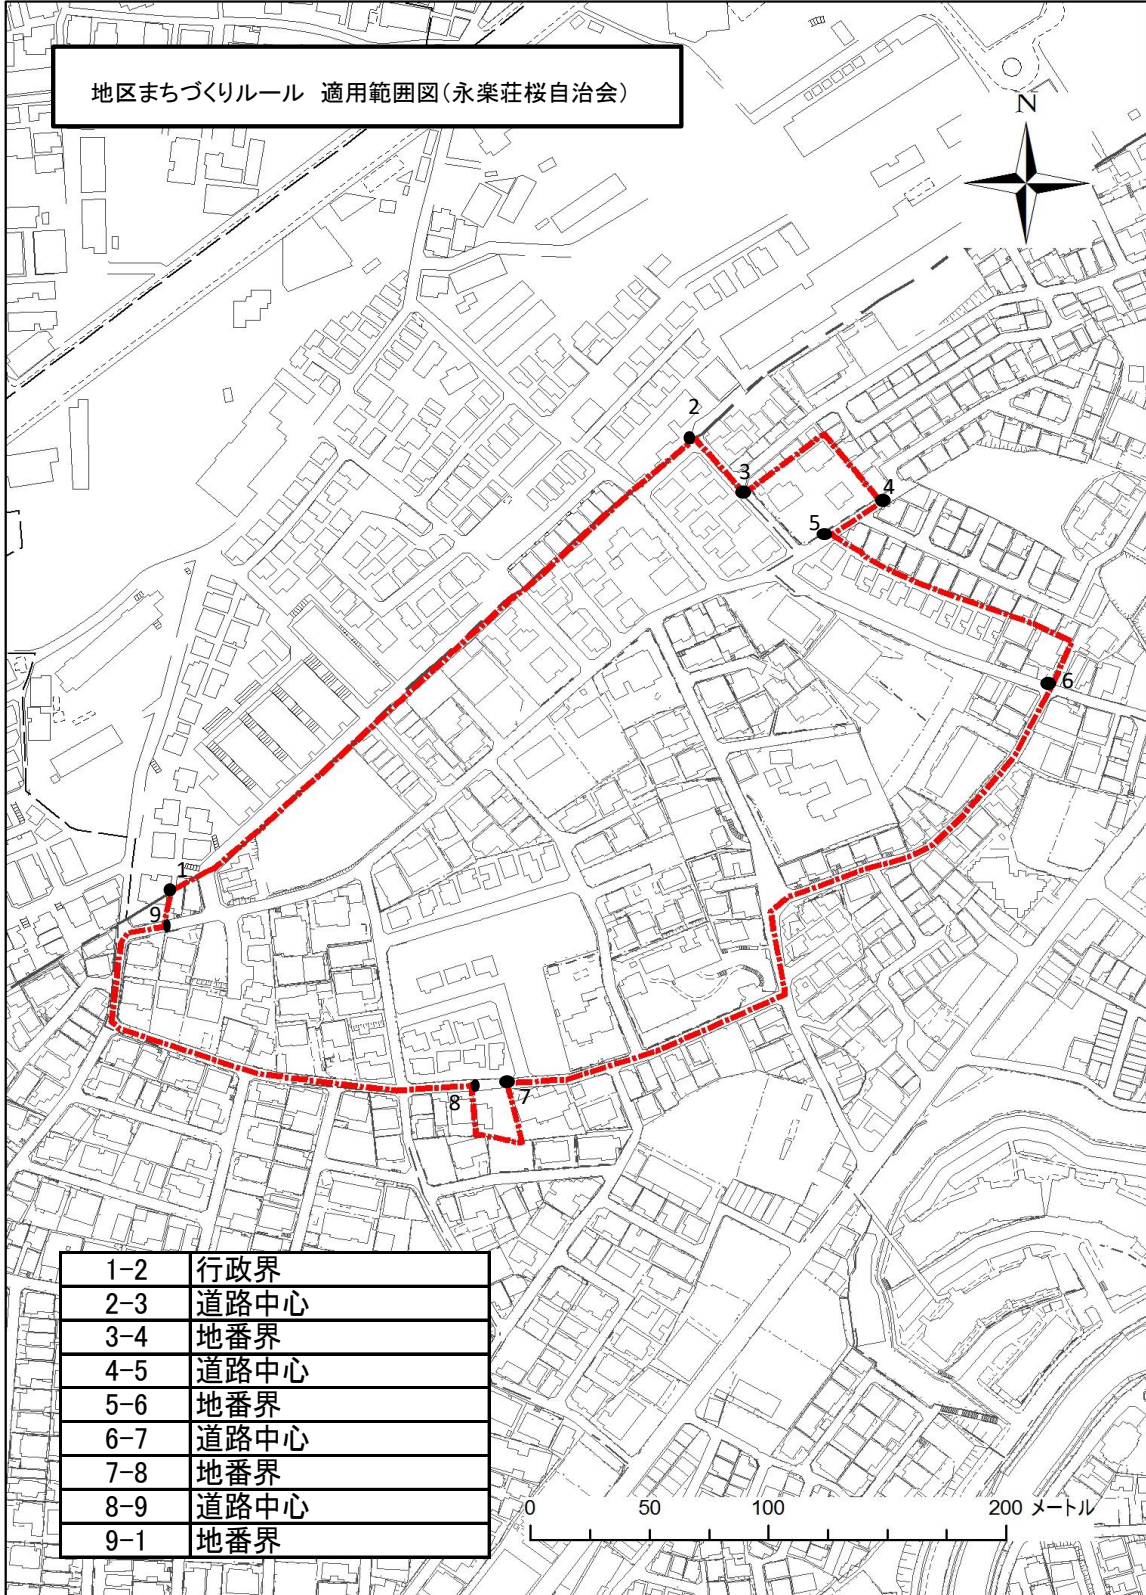 地区まちづくりルール 適用範囲図(永楽荘桜自治会)
N
2
3
4
5
6
1
9
7
8
1-2 行政界
2-3 道路中心
3-4 地番界
4-5 道路中心
5-6 地番界
6-7 道路中心
7-8 地番界
8-9 道路中心
9-1 地番界
0 50 100 200 メートル